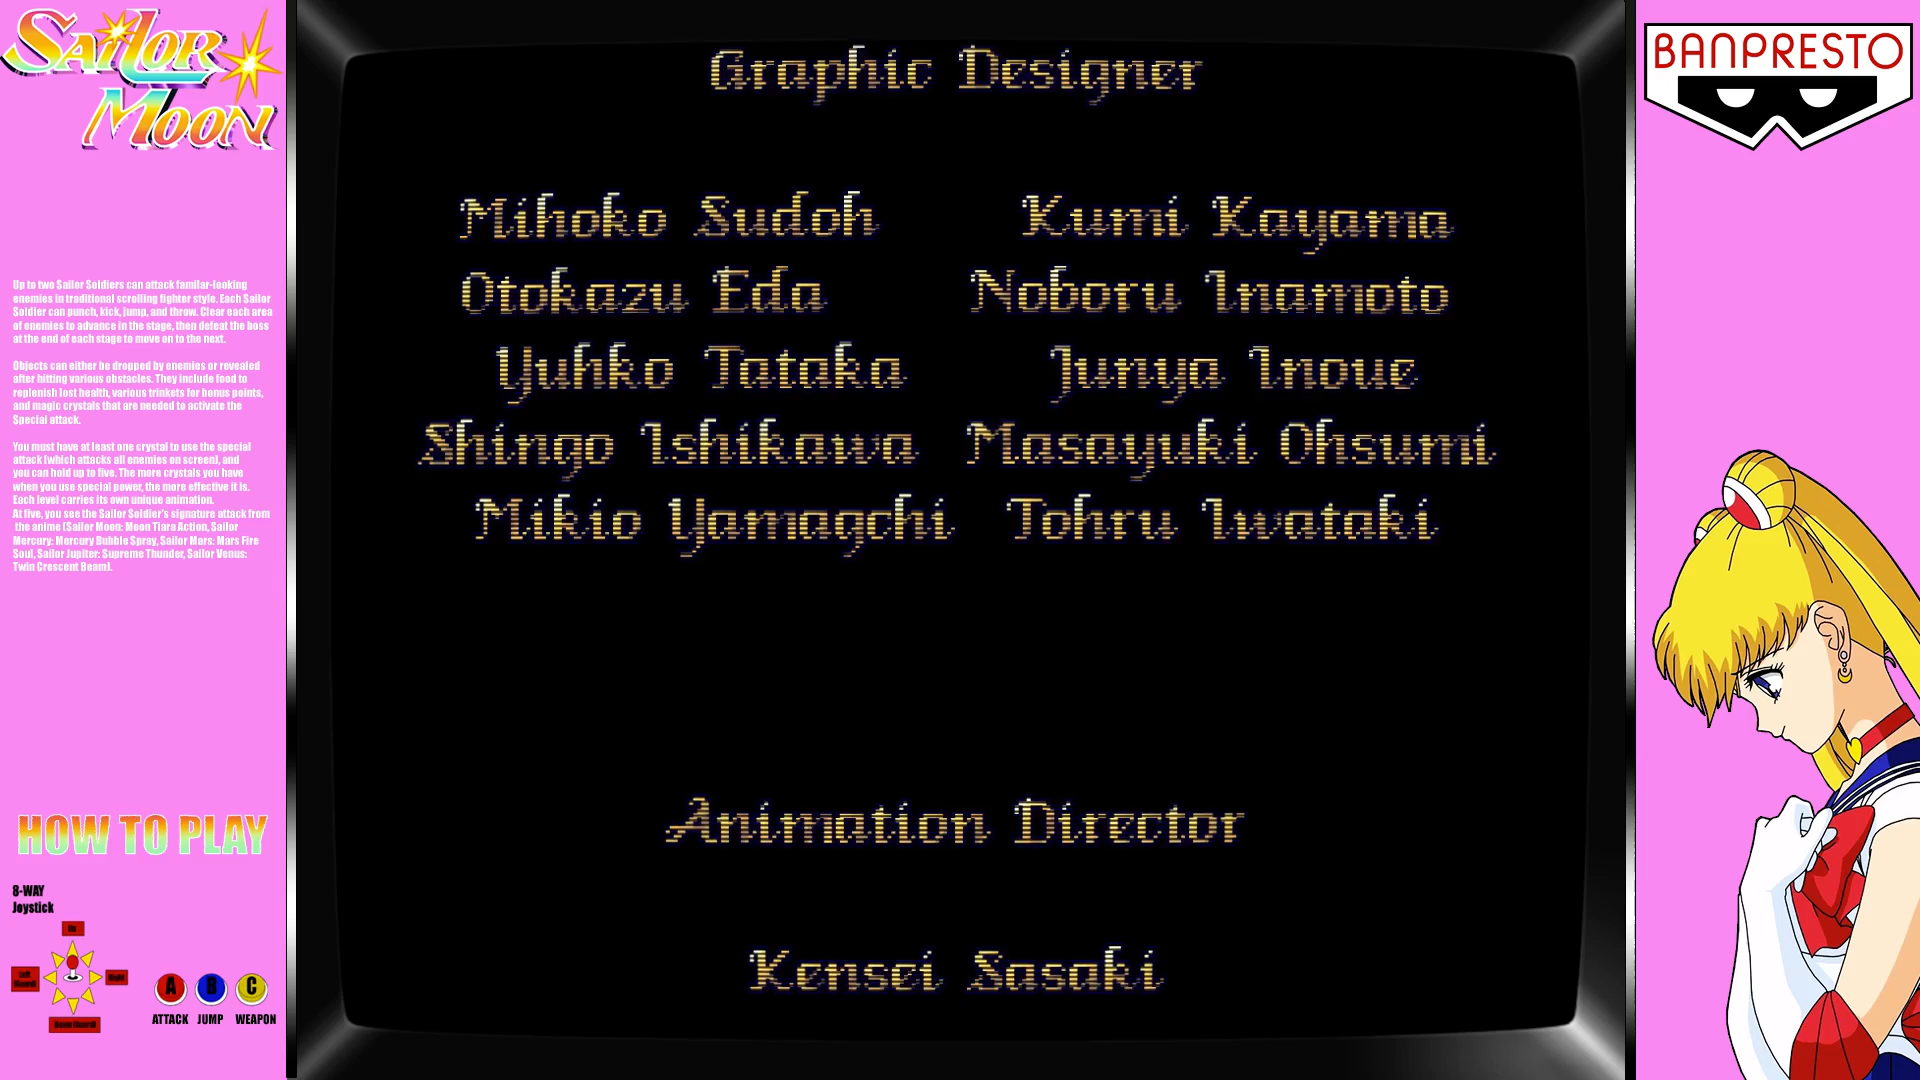 SAILOR
MOON
Up to two Sailor Soldiers can attack familar-looking
enemies in traditional scrolling fighter style. Each Sailor
Soldier can punch, kick, jump, and throw. Clear each area
of enemies to advance in the stage, then defeat the boss
at the end of each stage to move on to the next.
Objects can either be dropped by enemies or revealed
after hitting various obstacles. They include food to
replenish lost health, various trinkets for bonus points,
and magic crystals that are needed to activate the
Special attack.
You must have at least one crystal to use the special
attack (which attacks all enemies on screen), and
you can hold up to five. The more crystals you have
when you use special power, the more effective it is.
Each level carries its own unique animation.
At five, you see the Sailor Soldier's signature attack from
the anime (Sailor Moon: Moon Tiara Action, Sailor
Mercury: Mercury Bubble Spray, Sailor Mars: Mars Fire
Soul, Sailor Jupiter: Supreme Thunder, Sailor Venus:
Twin Crescent Beam).
HOW TO PLAY
8-WAY
Joystick
A B C
ATTACK JUMP WEAPON
Graphic Designer
Mihoko Sudoh Kumi Kayama
Otokazu Eda Noboru Inamoto
Yuhko Tataka Junya Inoue
Shingo Ishikawa Masayuki Ohsumi
Mikio Yamagchi Tohru Iwataki
Animation Director
Kensei Sasaki
BANPRESTO